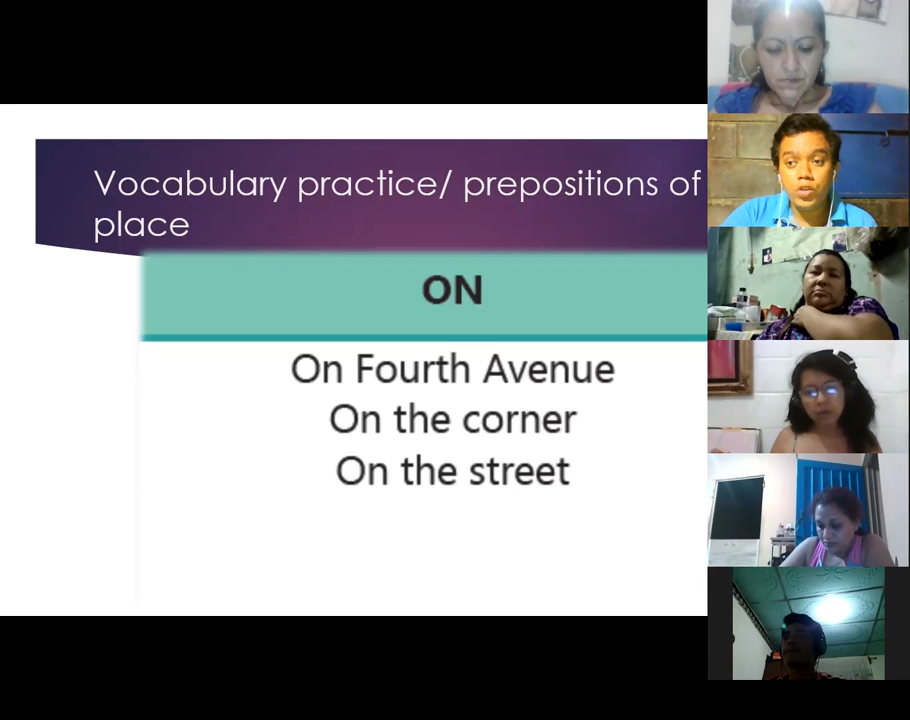 Vocabulary practice/ prepositions of
place
ON
On Fourth Avenue
On the corner
On the street